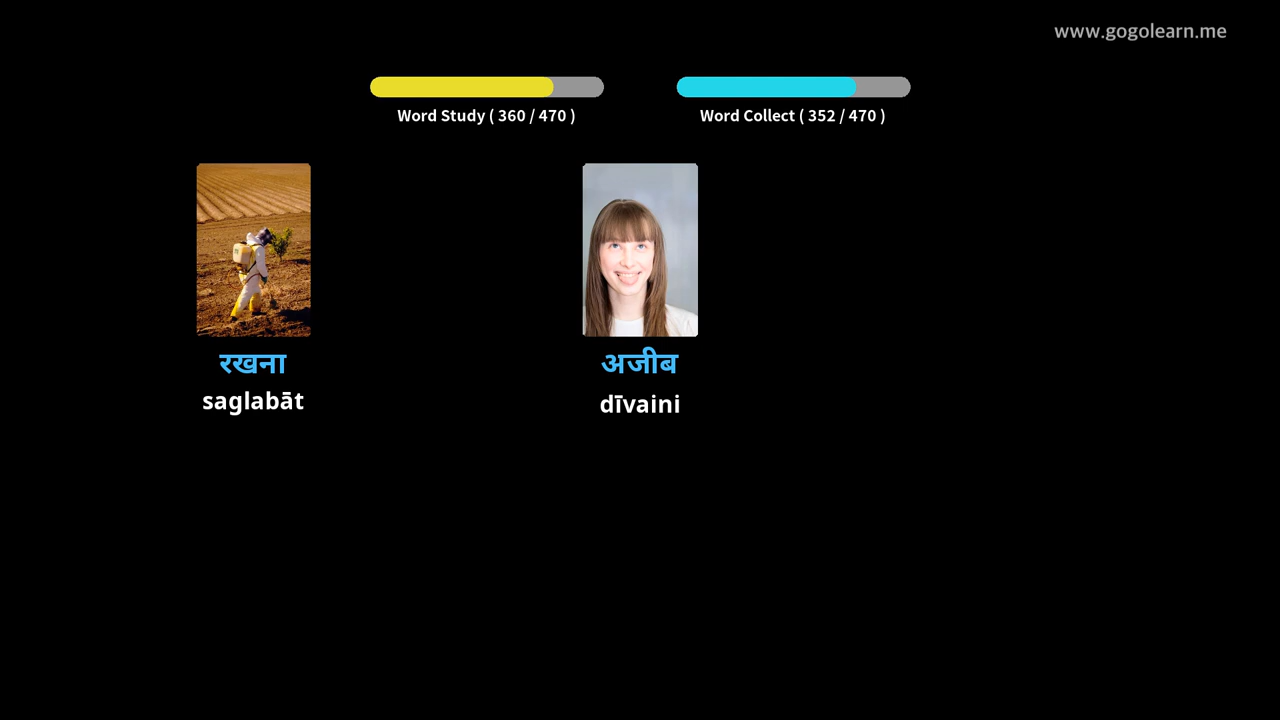 www.gogolearn.me
Word Study ( 360 / 470 )
Word Collect ( 352 / 470 )
रखना
saglabāt
अजीब
dīvaini